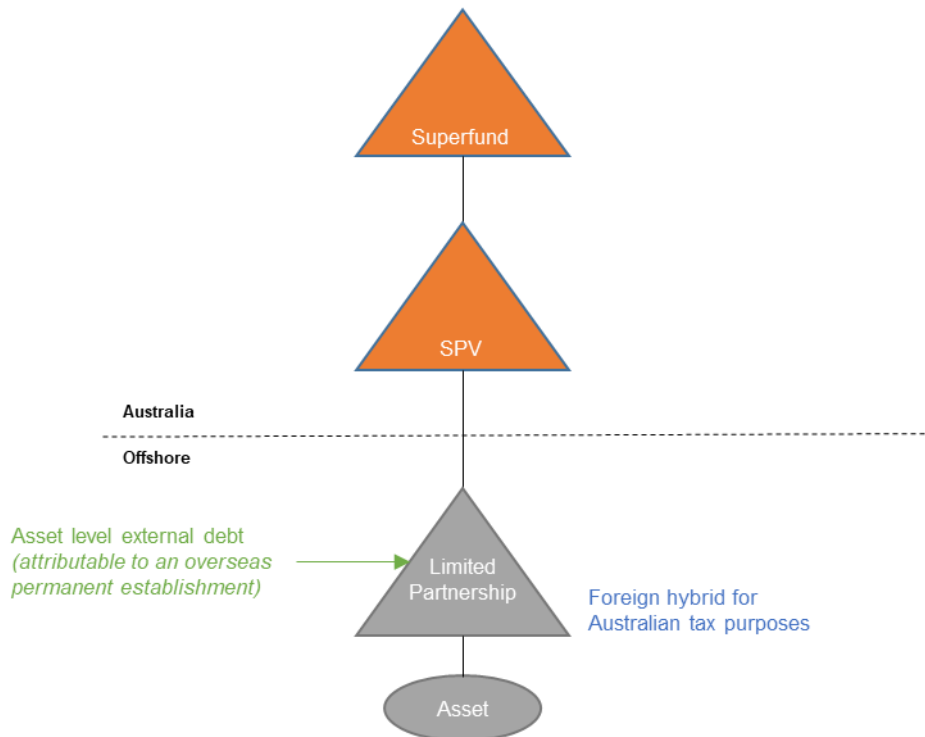 Superfund
SPV
Australia
Offshore
Asset level external debt
(attributable to an overseas
permanent establishment)
Limited
Partnership
Foreign hybrid for
Australian tax purposes
Asset